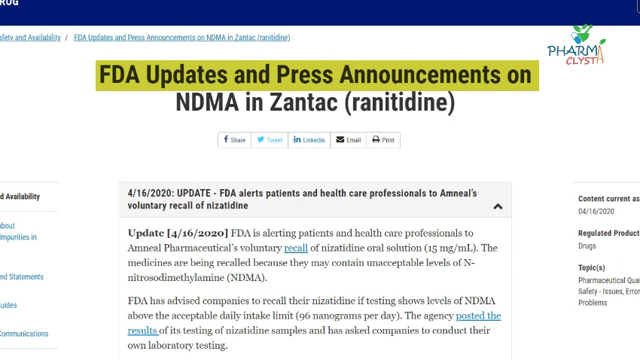 afety and Availability / FDA Updates and Press Announcements on NDMA in Zantac (ranitidine)
PHARMA
CLYSTA
FDA Updates and Press Announcements on
NDMA in Zantac (ranitidine)
Share Tweet Linkedin Email Print
4/16/2020: UPDATE - FDA alerts patients and health care professionals to Amneal's
voluntary recall of nizatidine
Update [4/16/2020] FDA is alerting patients and health care professionals to
Amneal Pharmaceutical's voluntary recall of nizatidine oral solution (15 mg/mL). The
medicines are being recalled because they may contain unacceptable levels of N-
nitrosodimethylamine (NDMA).
FDA has advised companies to recall their nizatidine if testing shows levels of NDMA
above the acceptable daily intake limit (96 nanograms per day). The agency posted the
results of its testing of nizatidine samples and has asked companies to conduct their
own laboratory testing.
nd Availability
about
Impurities in
nd Statements
uides
Communications
Content current as
04/16/2020
Regulated Produc
Drugs
Topic(s)
Pharmaceutical Qua
Safety - Issues, Erro
Problems